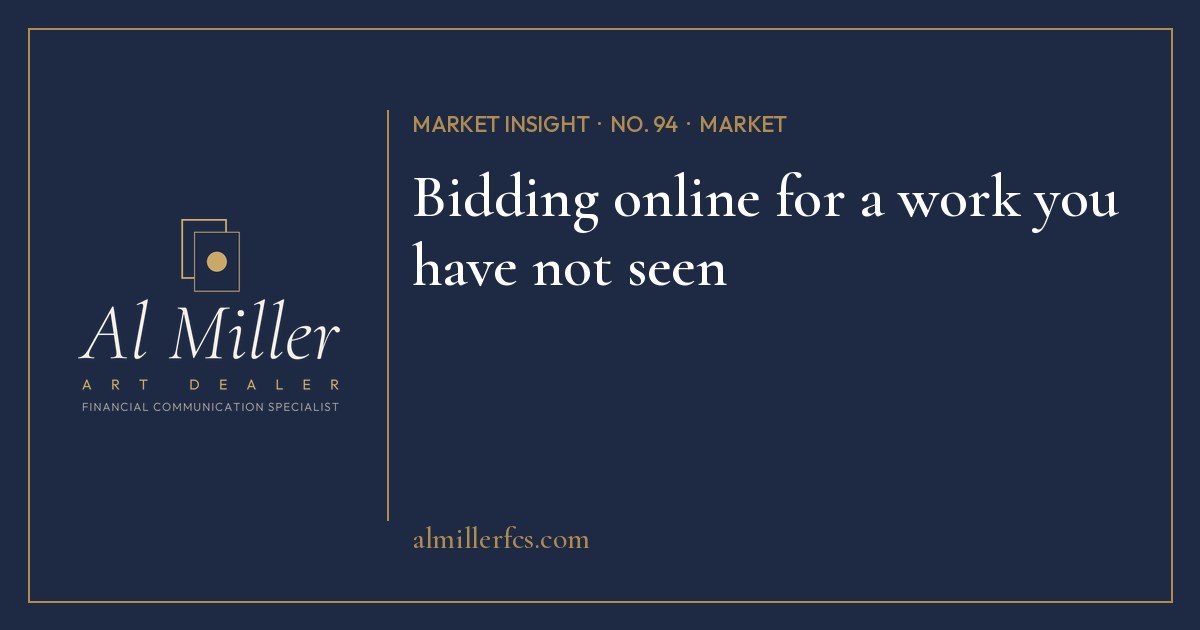 MARKET INSIGHT · NO. 94 · MARKET
Bidding online for a work you
have not seen
Al Miller
ART DEALER
FINANCIAL COMMUNICATION SPECIALIST
almillerfcs.com